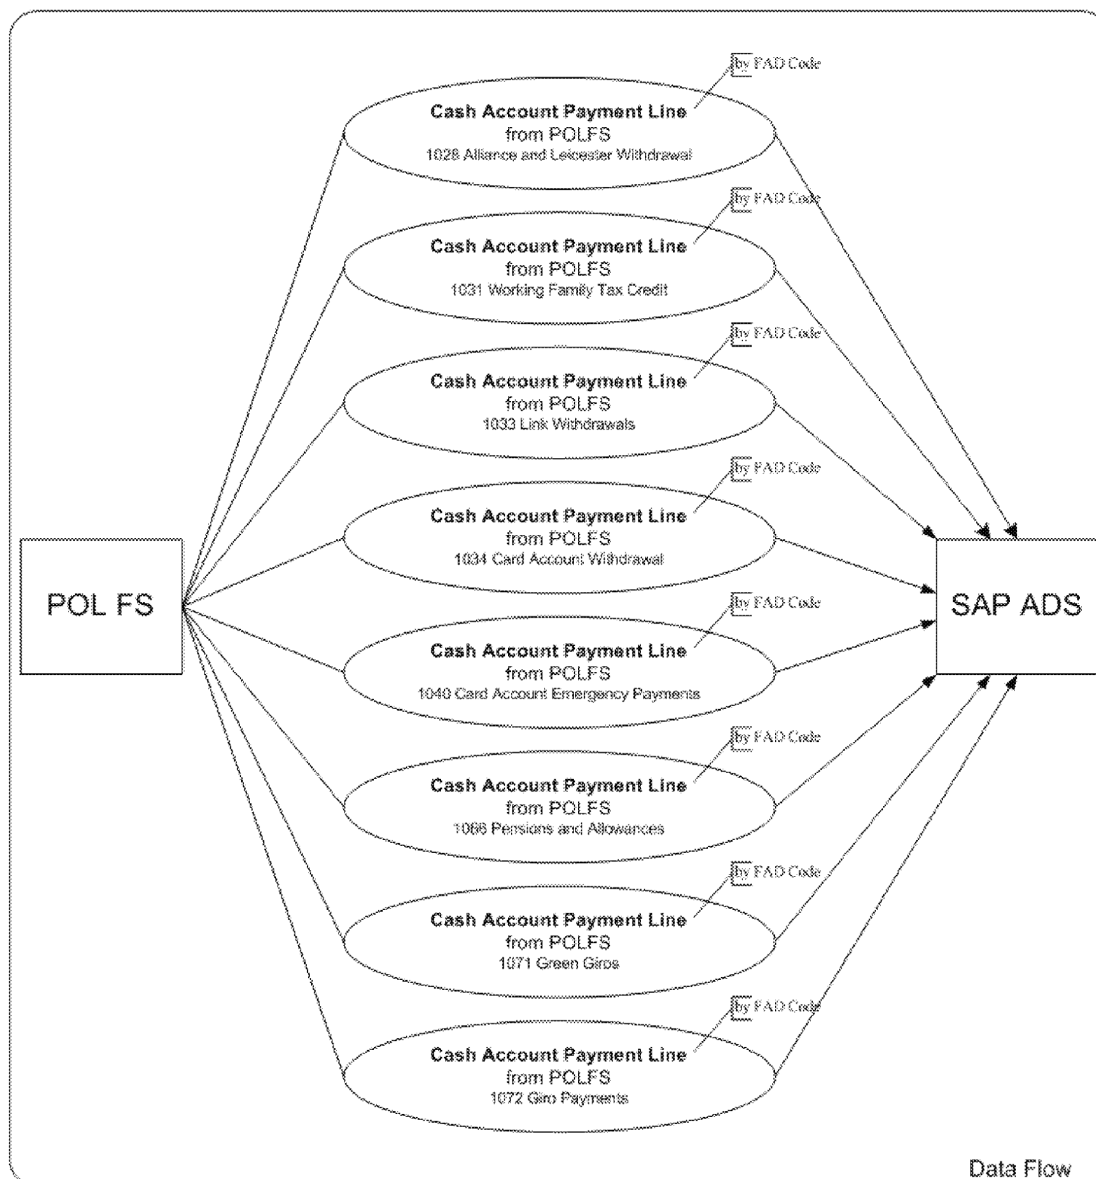 by FAD Code
Cash Account Payment Line
from POLFS
1028 Alliance and Leicester Withdrawal
by FAD Code
Cash Account Payment Line
from POLFS
1031 Working Family Tax Credit
by FAD Code
Cash Account Payment Line
from POLFS
1033 Link Withdrawals
by FAD Code
Cash Account Payment Line
from POLFS
1034 Card Account Withdrawal
POL FS
SAP ADS
by FAD Code
Cash Account Payment Line
from POLFS
1040 Card Account Emergency Payments
by FAD Code
Cash Account Payment Line
from POLFS
1066 Pensions and Allowances
by FAD Code
Cash Account Payment Line
from POLFS
1071 Green Giros
by FAD Code
Cash Account Payment Line
from POLFS
1072 Giro Payments
Data Flow